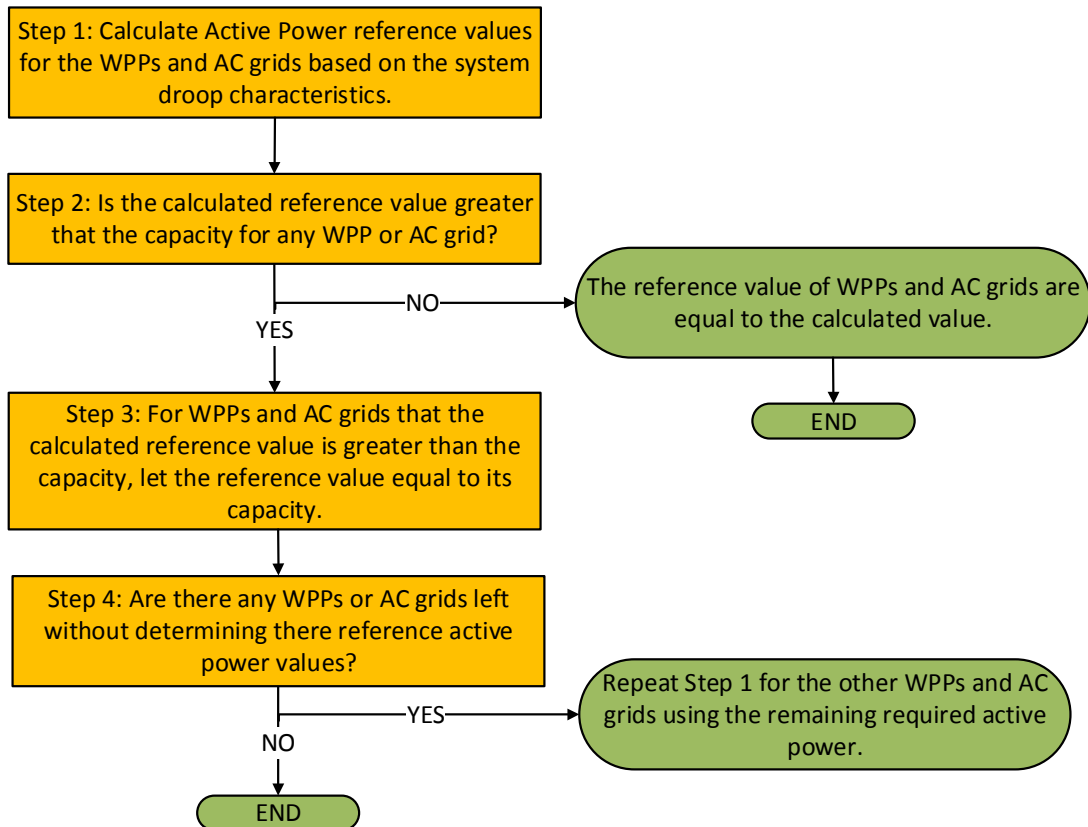 Step 1: Calculate Active Power reference values
for the WPPs and AC grids based on the system
droop characteristics.
Step 2: Is the calculated reference value greater
that the capacity for any WPP or AC grid?
NO
The reference value of WPPs and AC grids are
equal to the calculated value.
YES
END
Step 3: For WPPs and AC grids that the
calculated reference value is greater than the
capacity, let the reference value equal to its
capacity.
Step 4: Are there any WPPs or AC grids left
without determining there reference active
power values?
YES
Repeat Step 1 for the other WPPs and AC
grids using the remaining required active
power.
NO
END